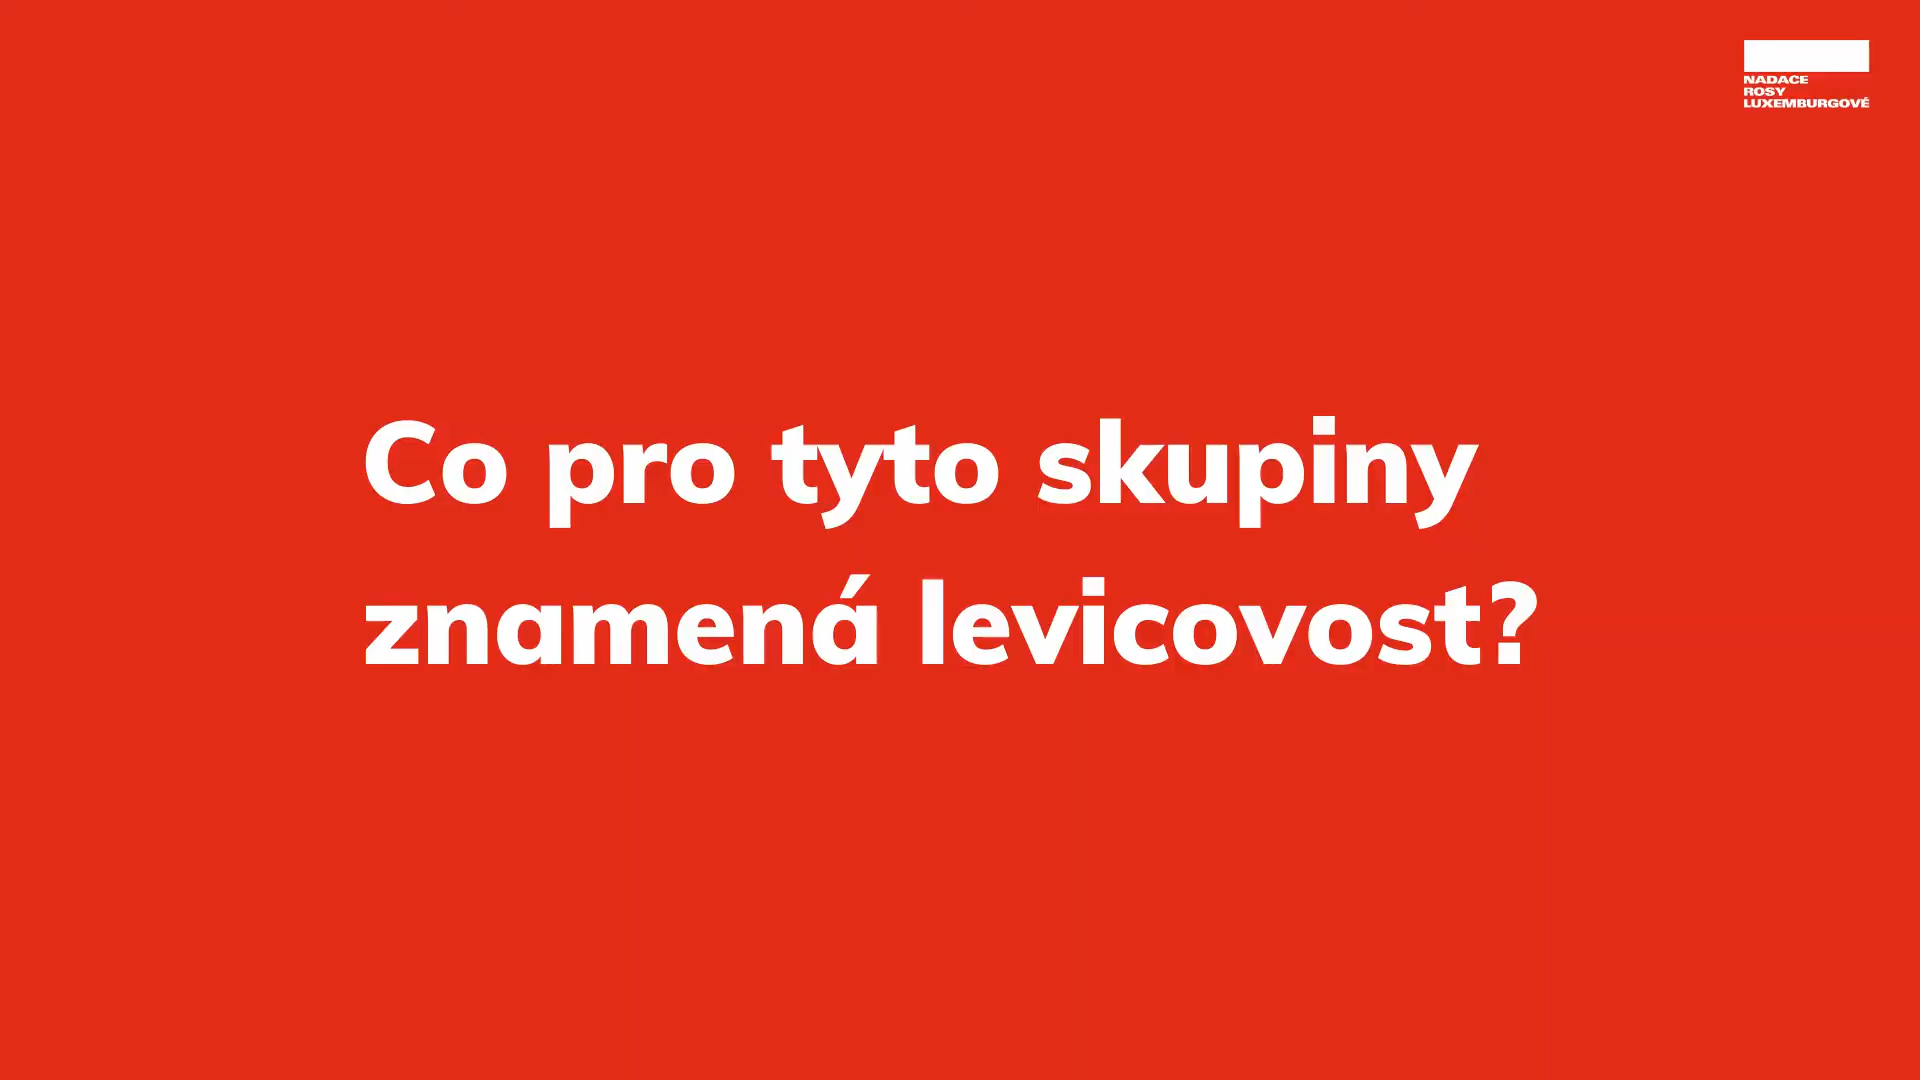 NADACE
ROSY
LUXEMBURGOVÉ
Co pro tyto skupiny
znamená levicovost?